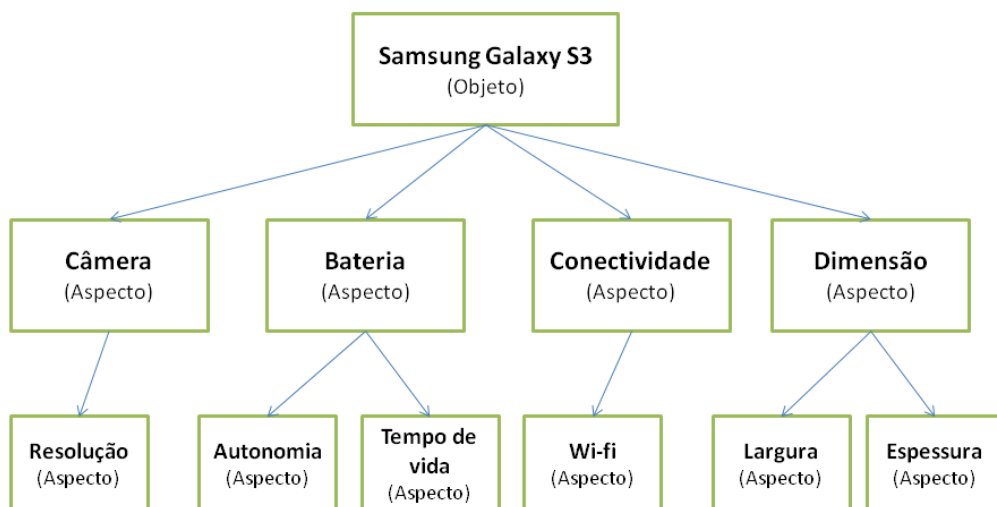 Samsung Galaxy S3
(Objeto)
Câmera
(Aspecto)
Bateria
(Aspecto)
Conectividade
(Aspecto)
Dimensão
(Aspecto)
Resolução
(Aspecto)
Autonomia
(Aspecto)
Tempo de
vida
(Aspecto)
Wi-fi
(Aspecto)
Largura
(Aspecto)
Espessura
(Aspecto)